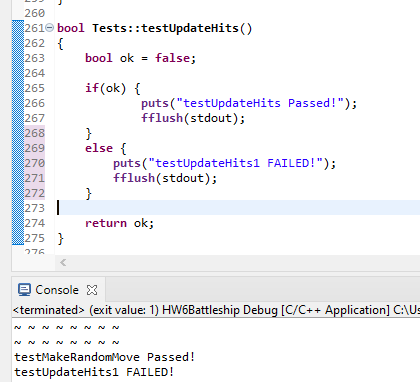 260
261 bool Tests::testUpdateHits()
262 {
263 bool ok = false;
264
265 if(ok) {
266 puts("testUpdateHits Passed!");
267 fflush(stdout);
268 }
269 else {
270 puts("testUpdateHits1 FAILED!");
271 fflush(stdout);
272 }
273
274 return ok;
275 }
Console
<terminated> (exit value: 1) HW6Battleship Debug [C/C++ Application] C:\Us
~ ~ ~ ~ ~ ~ ~ ~
~ ~ ~ ~ ~ ~ ~ ~
testMakeRandomMove Passed!
testUpdateHits1 FAILED!